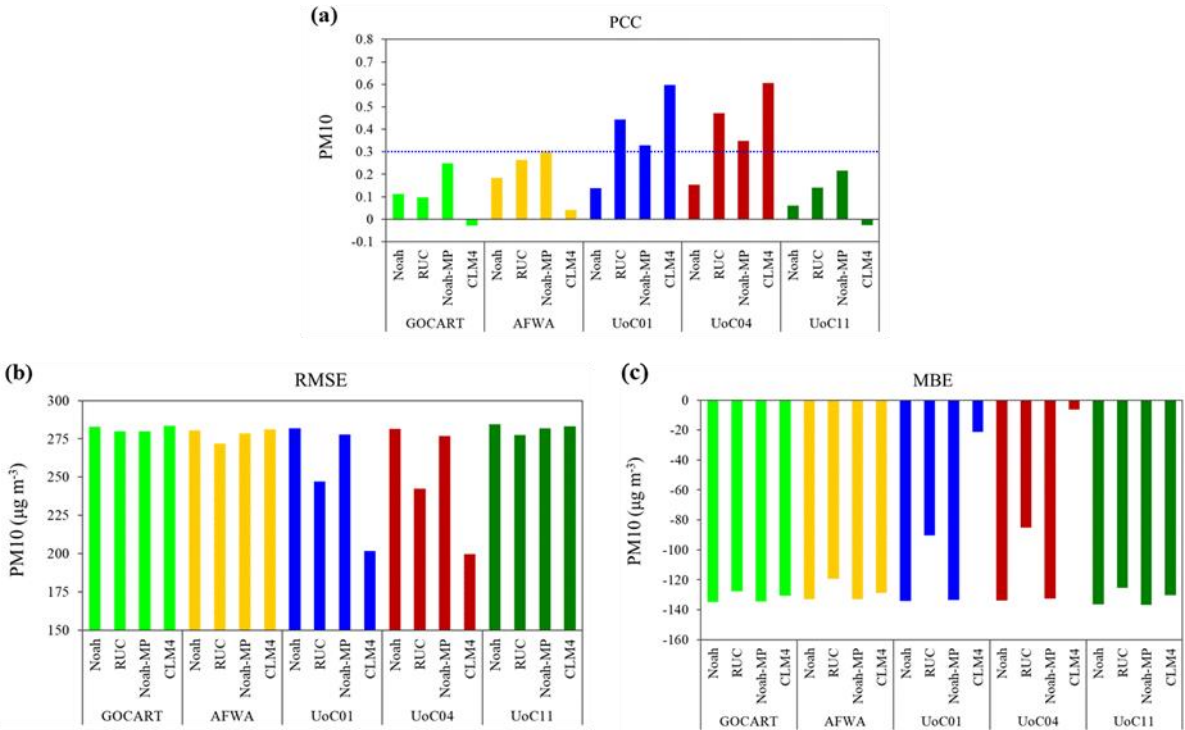 (a)
PCC
PM10
0.8
0.7
0.6
0.5
0.4
0.3
0.2
0.1
0
-0.1
Noah RUC Noah-MP CLM4 Noah RUC Noah-MP CLM4 Noah RUC Noah-MP CLM4 Noah RUC Noah-MP CLM4 Noah RUC Noah-MP CLM4
GOCART AFWA UoC01 UoC04 UoC11
(b)
RMSE
PM10 (μg m⁻³)
300
275
250
225
200
175
150
Noah RUC Noah-MP CLM4 Noah RUC Noah-MP CLM4 Noah RUC Noah-MP CLM4 Noah RUC Noah-MP CLM4 Noah RUC Noah-MP CLM4
GOCART AFWA UoC01 UoC04 UoC11
(c)
MBE
PM10 (μg m⁻³)
0
-20
-40
-60
-80
-100
-120
-140
-160
Noah RUC Noah-MP CLM4 Noah RUC Noah-MP CLM4 Noah RUC Noah-MP CLM4 Noah RUC Noah-MP CLM4 Noah RUC Noah-MP CLM4
GOCART AFWA UoC01 UoC04 UoC11